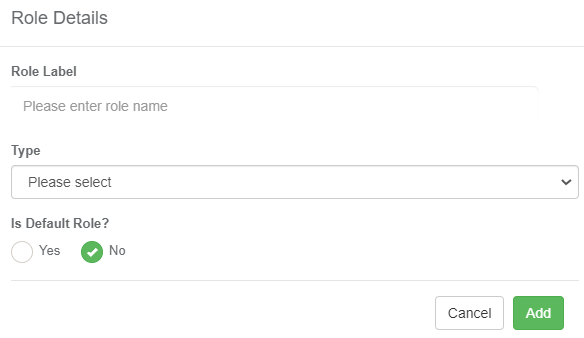 Role Details
Role Label
Please enter role name
Type
Please select
Is Default Role?
Yes No
Cancel Add